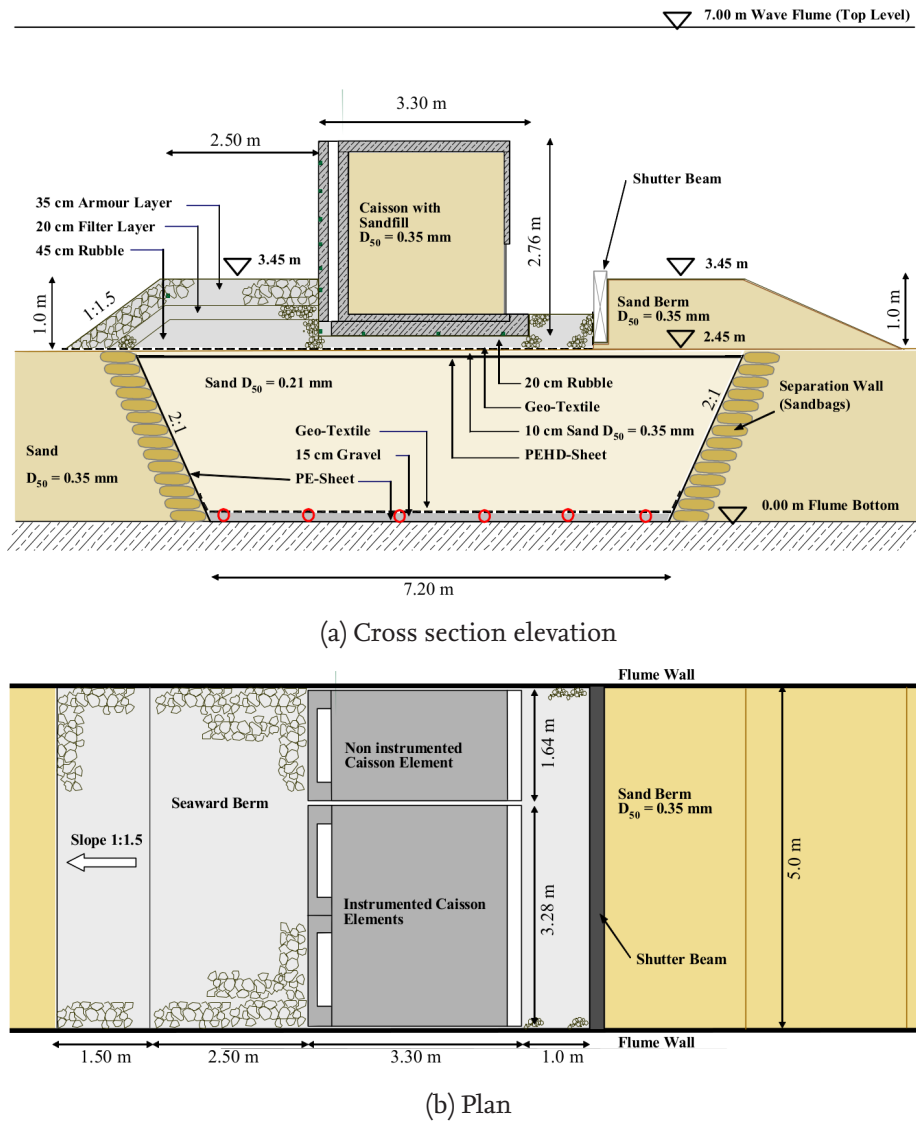 7.00 m Wave Flume (Top Level)
3.30 m
2.50 m
Shutter Beam
35 cm Armour Layer
20 cm Filter Layer
45 cm Rubble
Caisson with
Sandfill
D50 = 0.35 mm
2.76 m
3.45 m
3.45 m
1.0 m
1:1.5
Sand Berm
D50 = 0.35 mm
1.0 m
2.45 m
Sand D50 = 0.21 mm
20 cm Rubble
Geo-Textile
10 cm Sand D50 = 0.35 mm
PEHD-Sheet
Separation Wall
(Sandbags)
2:1
2:1
Geo-Textile
15 cm Gravel
PE-Sheet
Sand
D50 = 0.35 mm
0.00 m Flume Bottom
7.20 m
(a) Cross section elevation
Flume Wall
Non instrumented
Caisson Element
1.64 m
Seaward Berm
Sand Berm
D50 = 0.35 mm
Slope 1:1.5
5.0 m
Instrumented Caisson
Elements
3.28 m
Shutter Beam
Flume Wall
1.50 m
2.50 m
3.30 m
1.0 m
(b) Plan